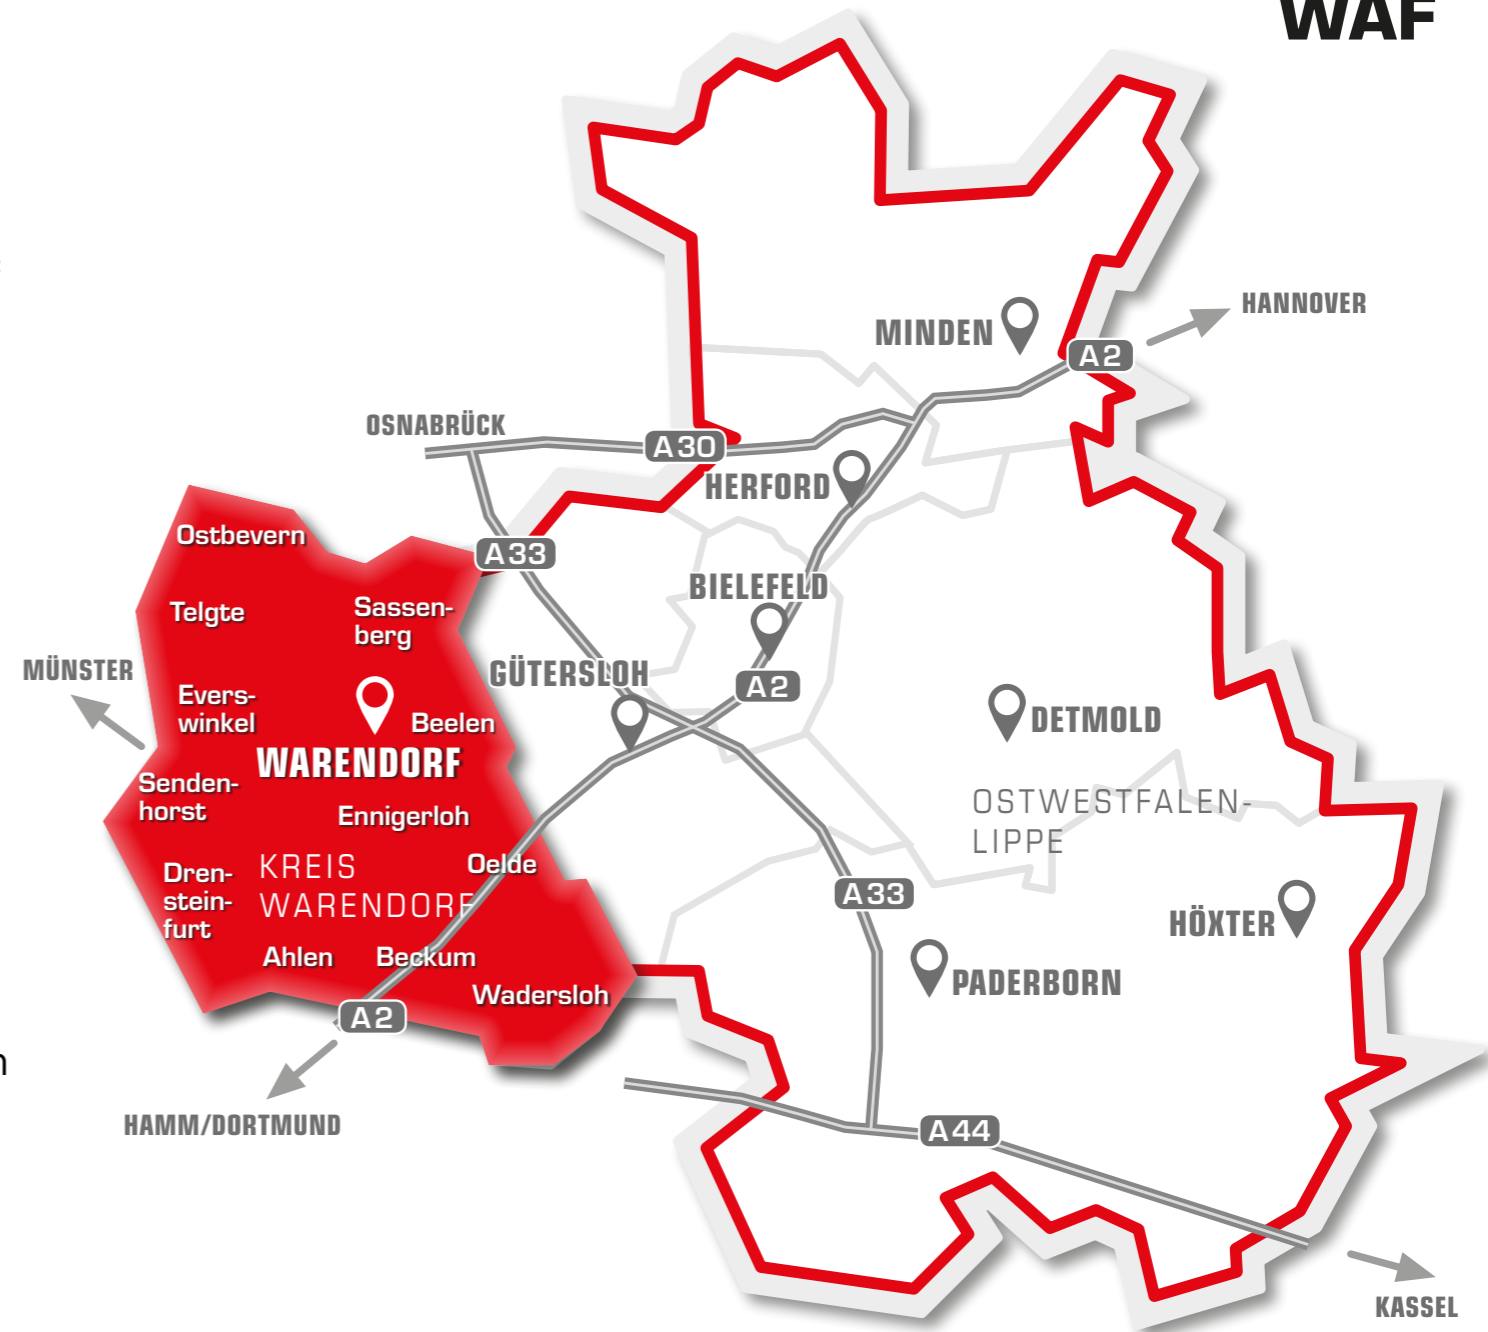 WAF
HANNOVER
MINDEN
A2
OSNABRÜCK
A30
HERFORD
Ostbevern
A33
BIELEFELD
Telgte
Sassen-
berg
MÜNSTER
GÜTERSLOH
A2
Evers-
winkel
Beelen
DETMOLD
WARENDORF
Senden-
horst
OSTWESTFALEN-
LIPPE
Ennigerloh
KREIS
WARENDORF
Oelde
Dren-
stein-
furt
A33
HÖXTER
Ahlen
Beckum
PADERBORN
Wadersloh
A2
n
HAMM/DORTMUND
A44
KASSEL